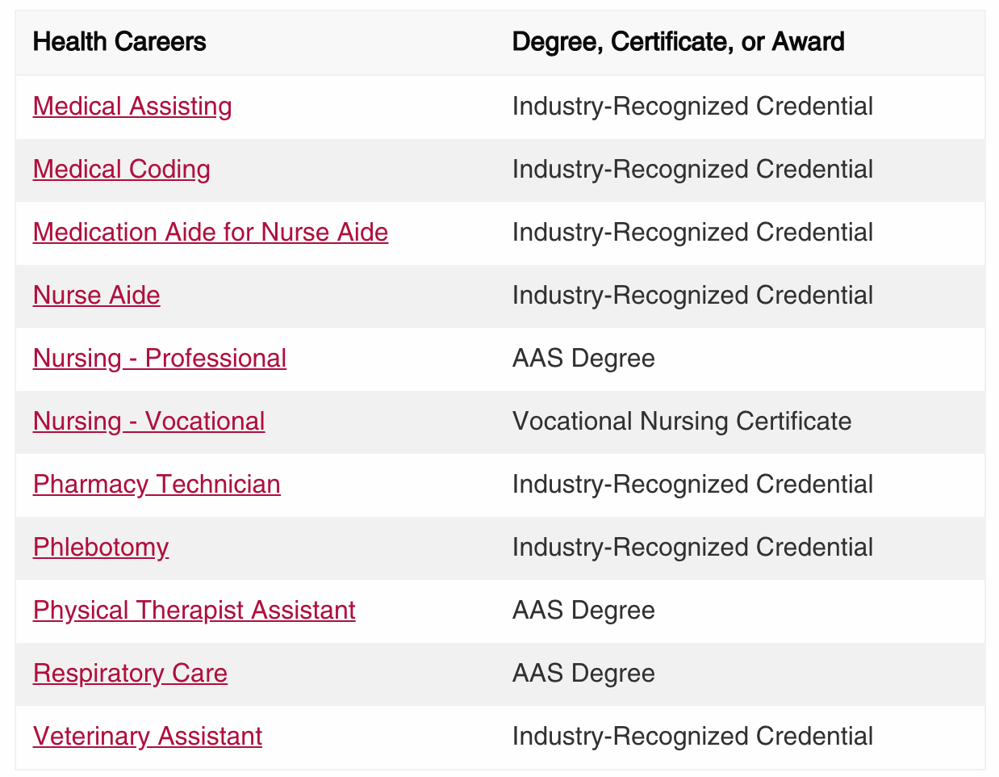 Health Careers Degree, Certificate, or Award
Medical Assisting Industry-Recognized Credential
Medical Coding Industry-Recognized Credential
Medication Aide for Nurse Aide Industry-Recognized Credential
Nurse Aide Industry-Recognized Credential
Nursing - Professional AAS Degree
Nursing - Vocational Vocational Nursing Certificate
Pharmacy Technician Industry-Recognized Credential
Phlebotomy Industry-Recognized Credential
Physical Therapist Assistant AAS Degree
Respiratory Care AAS Degree
Veterinary Assistant Industry-Recognized Credential